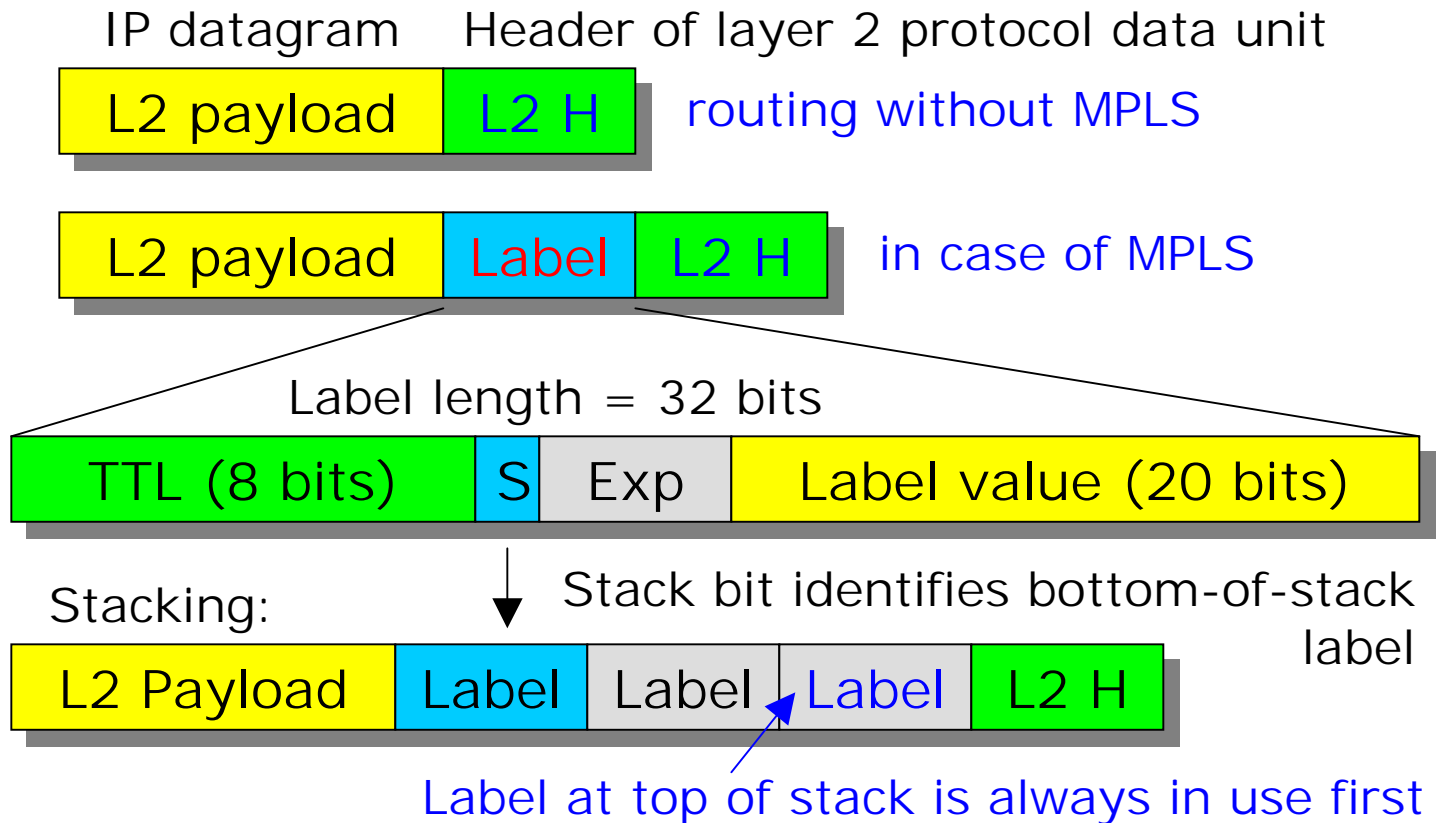 IP datagram Header of layer 2 protocol data unit
L2 payload L2 H routing without MPLS
L2 payload Label L2 H in case of MPLS
Label length = 32 bits
TTL (8 bits) S Exp Label value (20 bits)
Stacking: Stack bit identifies bottom-of-stack
label
L2 Payload Label Label Label L2 H
Label at top of stack is always in use first